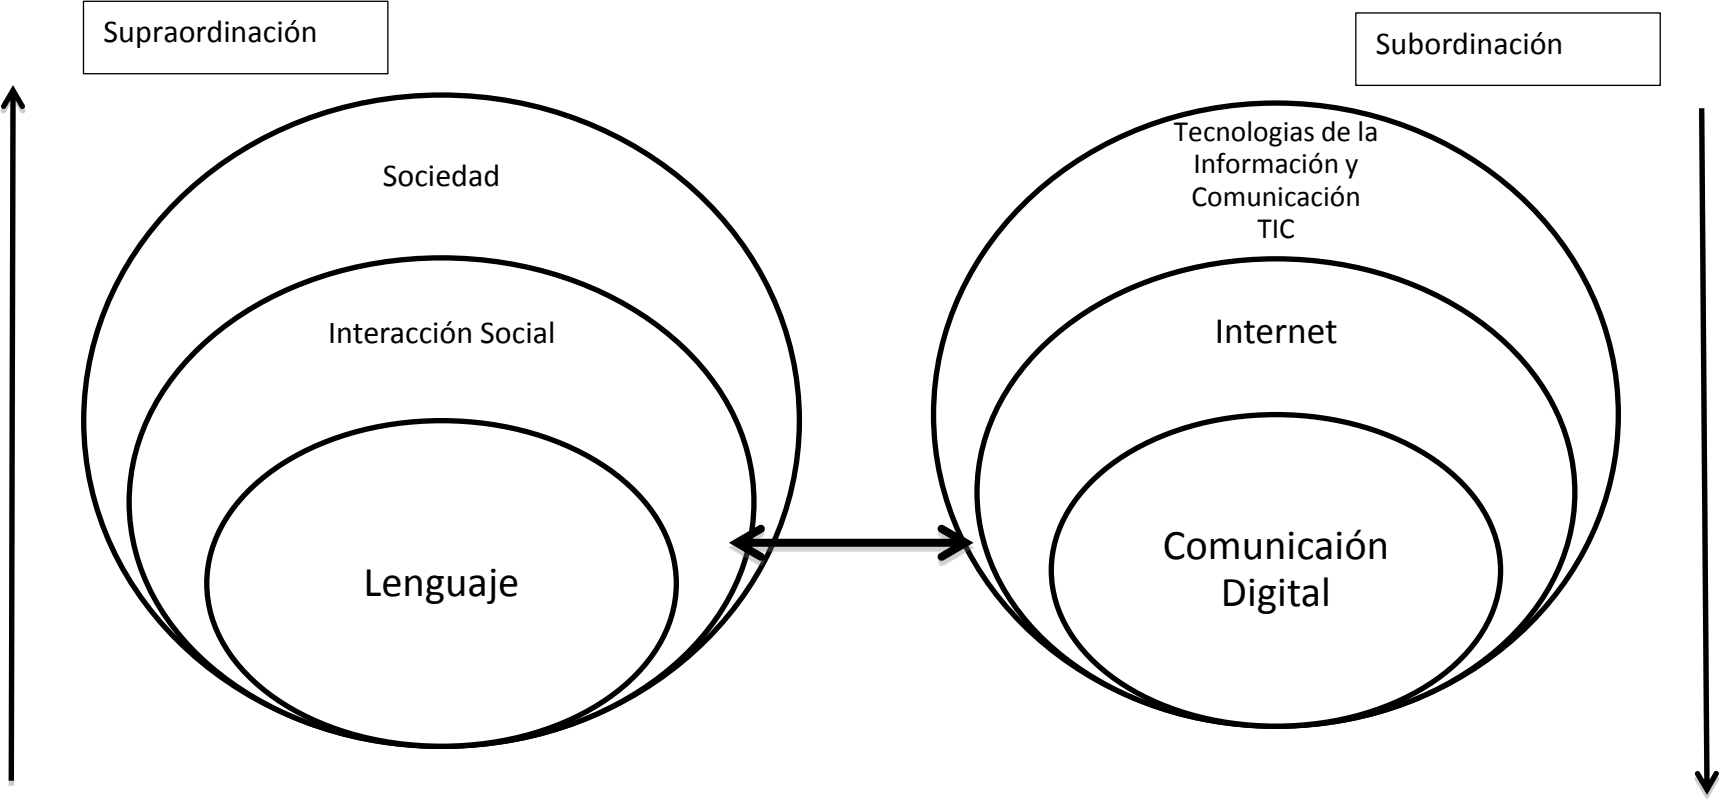 Supraordinación
Subordinación
Sociedad
Interacción Social
Lenguaje
Tecnologias de la
Información y
Comunicación
TIC
Internet
Comunicaión
Digital